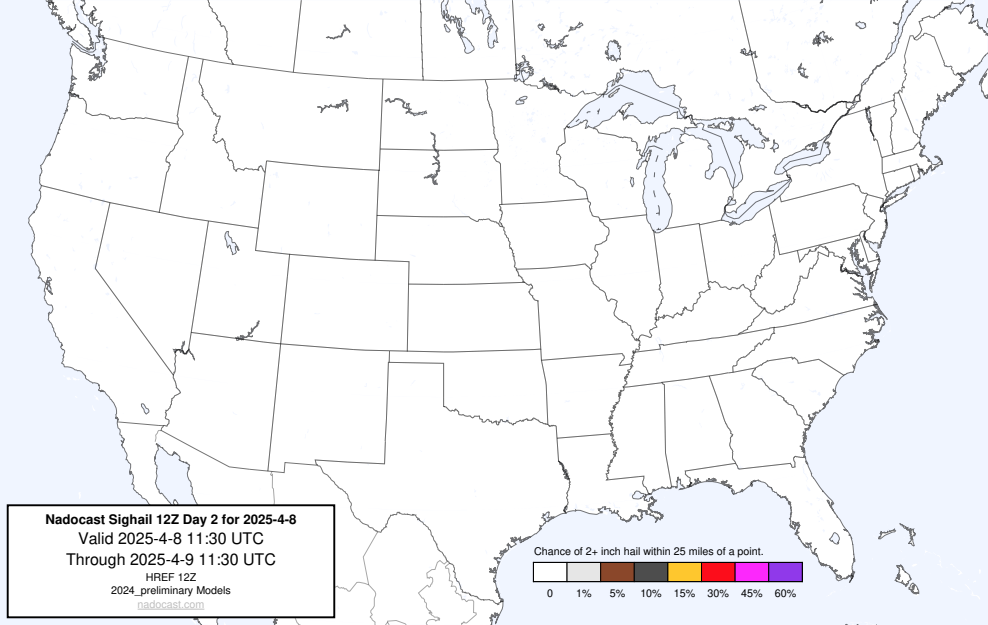 Nadocast Sighail 12Z Day 2 for 2025-4-8
Valid 2025-4-8 11:30 UTC
Through 2025-4-9 11:30 UTC
HREF 12Z
2024_preliminary Models
nadocast.com
Chance of 2+ inch hail within 25 miles of a point.
0 1% 5% 10% 15% 30% 45% 60%